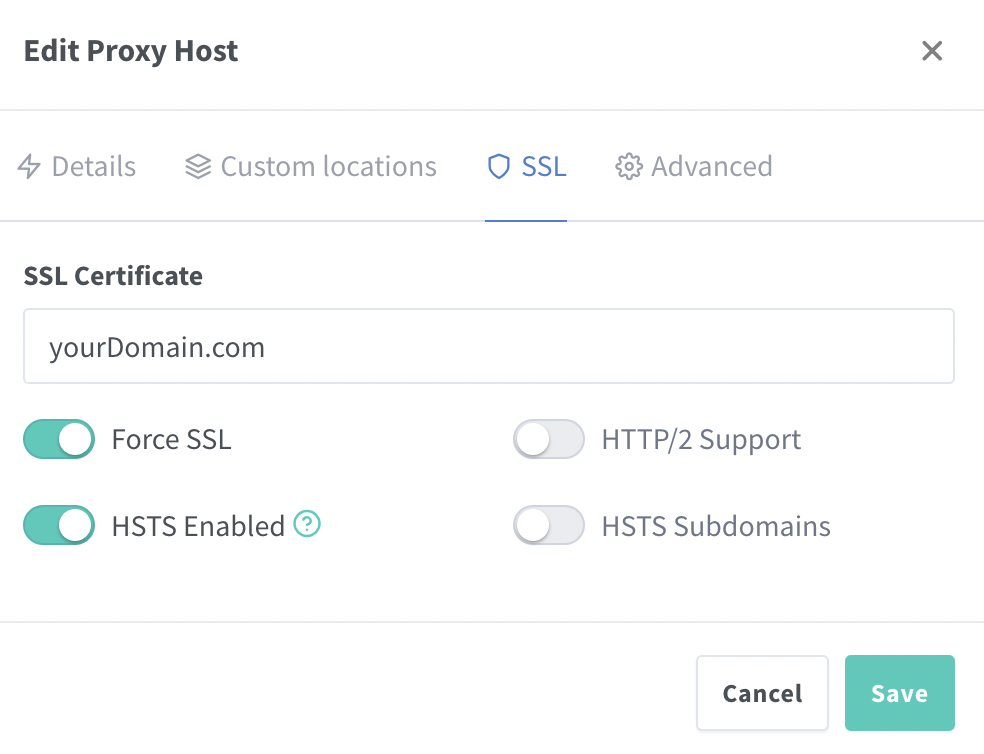 Edit Proxy Host
Details
Custom locations
SSL
Advanced
SSL Certificate
yourDomain.com
Force SSL
HTTP/2 Support
HSTS Enabled ?
HSTS Subdomains
Cancel
Save